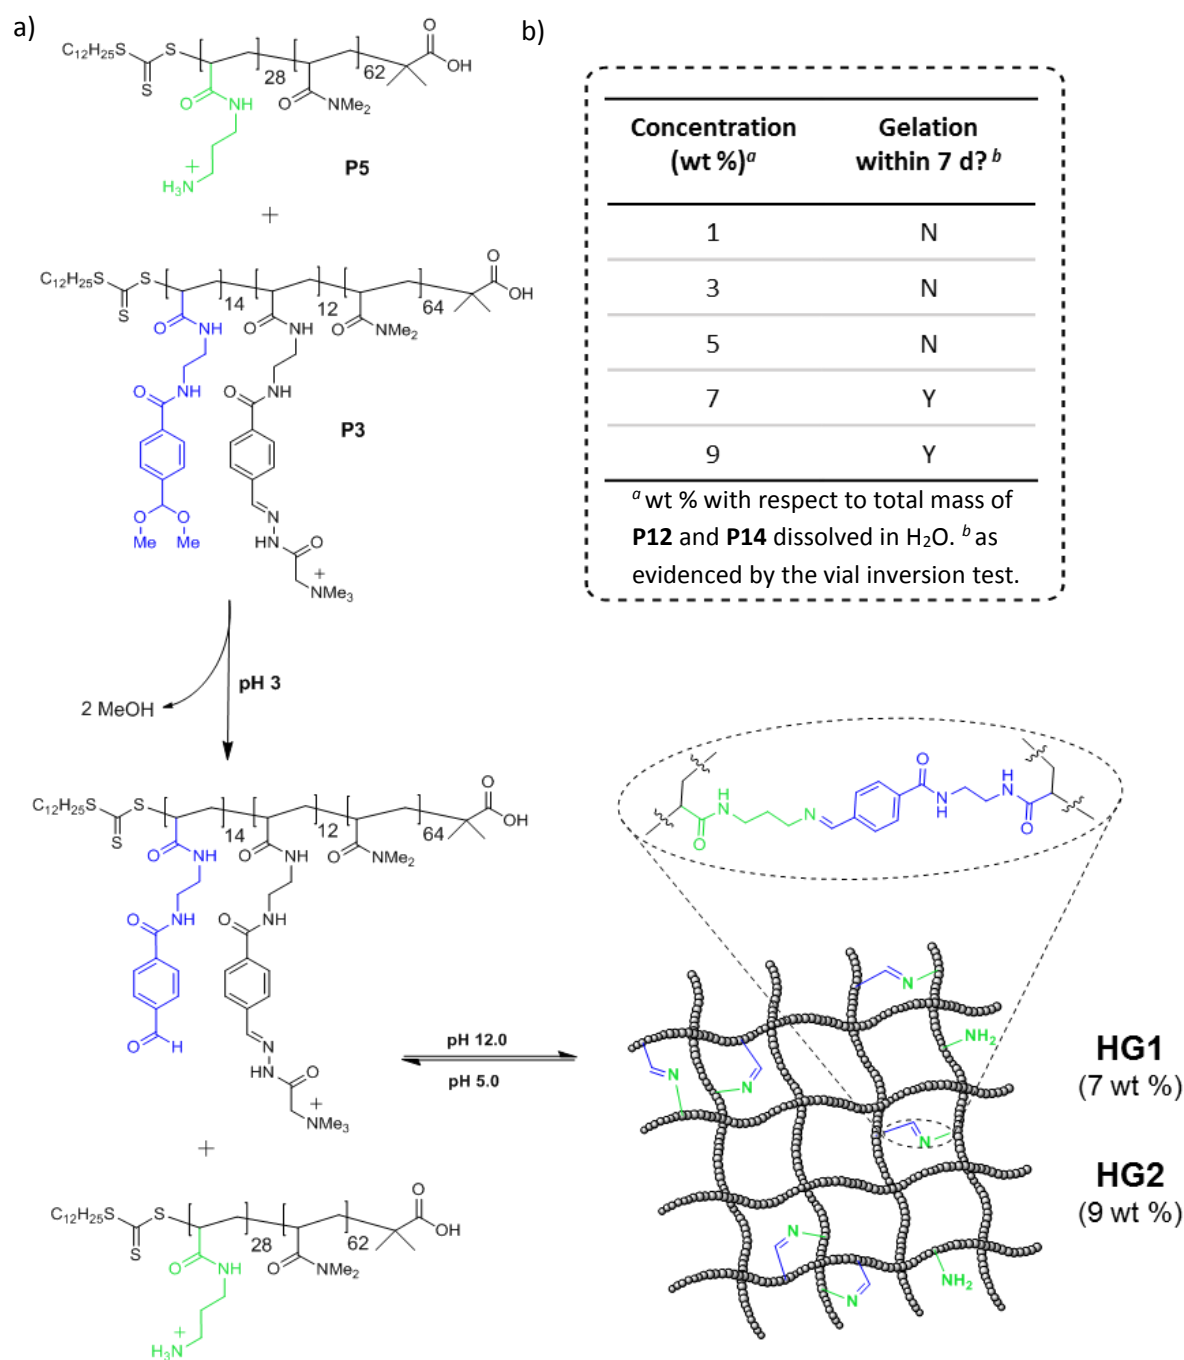 a)
b)
C12H25S
S
S
28
62
O
OH
O
NH
O
NMe2
+
H3N
P5
+
C12H25S
S
S
14
12
64
O
OH
O
NH
O
NH
O
NMe2
O
NH
O
NH
P3
O
O
Me
Me
N
HN
O
+
NMe3
pH 3
2 MeOH
C12H25S
S
S
14
12
64
O
OH
O
NH
O
NH
O
NMe2
O
NH
O
NH
O
H
N
HN
O
+
NMe3
+
C12H25S
S
S
28
62
O
OH
O
NH
O
NMe2
+
H3N
Concentration
(wt %)a
Gelation
within 7 d? b
1 N
3 N
5 N
7 Y
9 Y
a wt % with respect to total mass of
P12 and P14 dissolved in H2O. b as
evidenced by the vial inversion test.
pH 12.0
pH 5.0
H
N
O
N
O
N
H
H
N
O
N
N
N
NH2
N
N
N
NH2
HG1
(7 wt %)
HG2
(9 wt %)